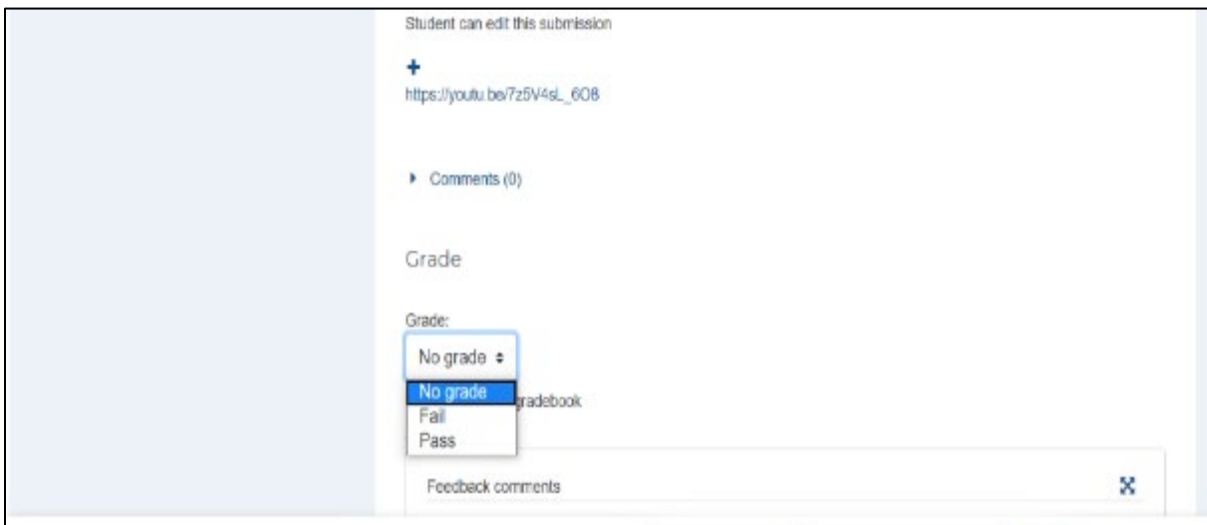 Student can edit this submission
+
https://youtu.be/7z5V4sL_6O8
Comments (0)
Grade
Grade:
No grade
No grade
gradebook
Fail
Pass
Feedback comments